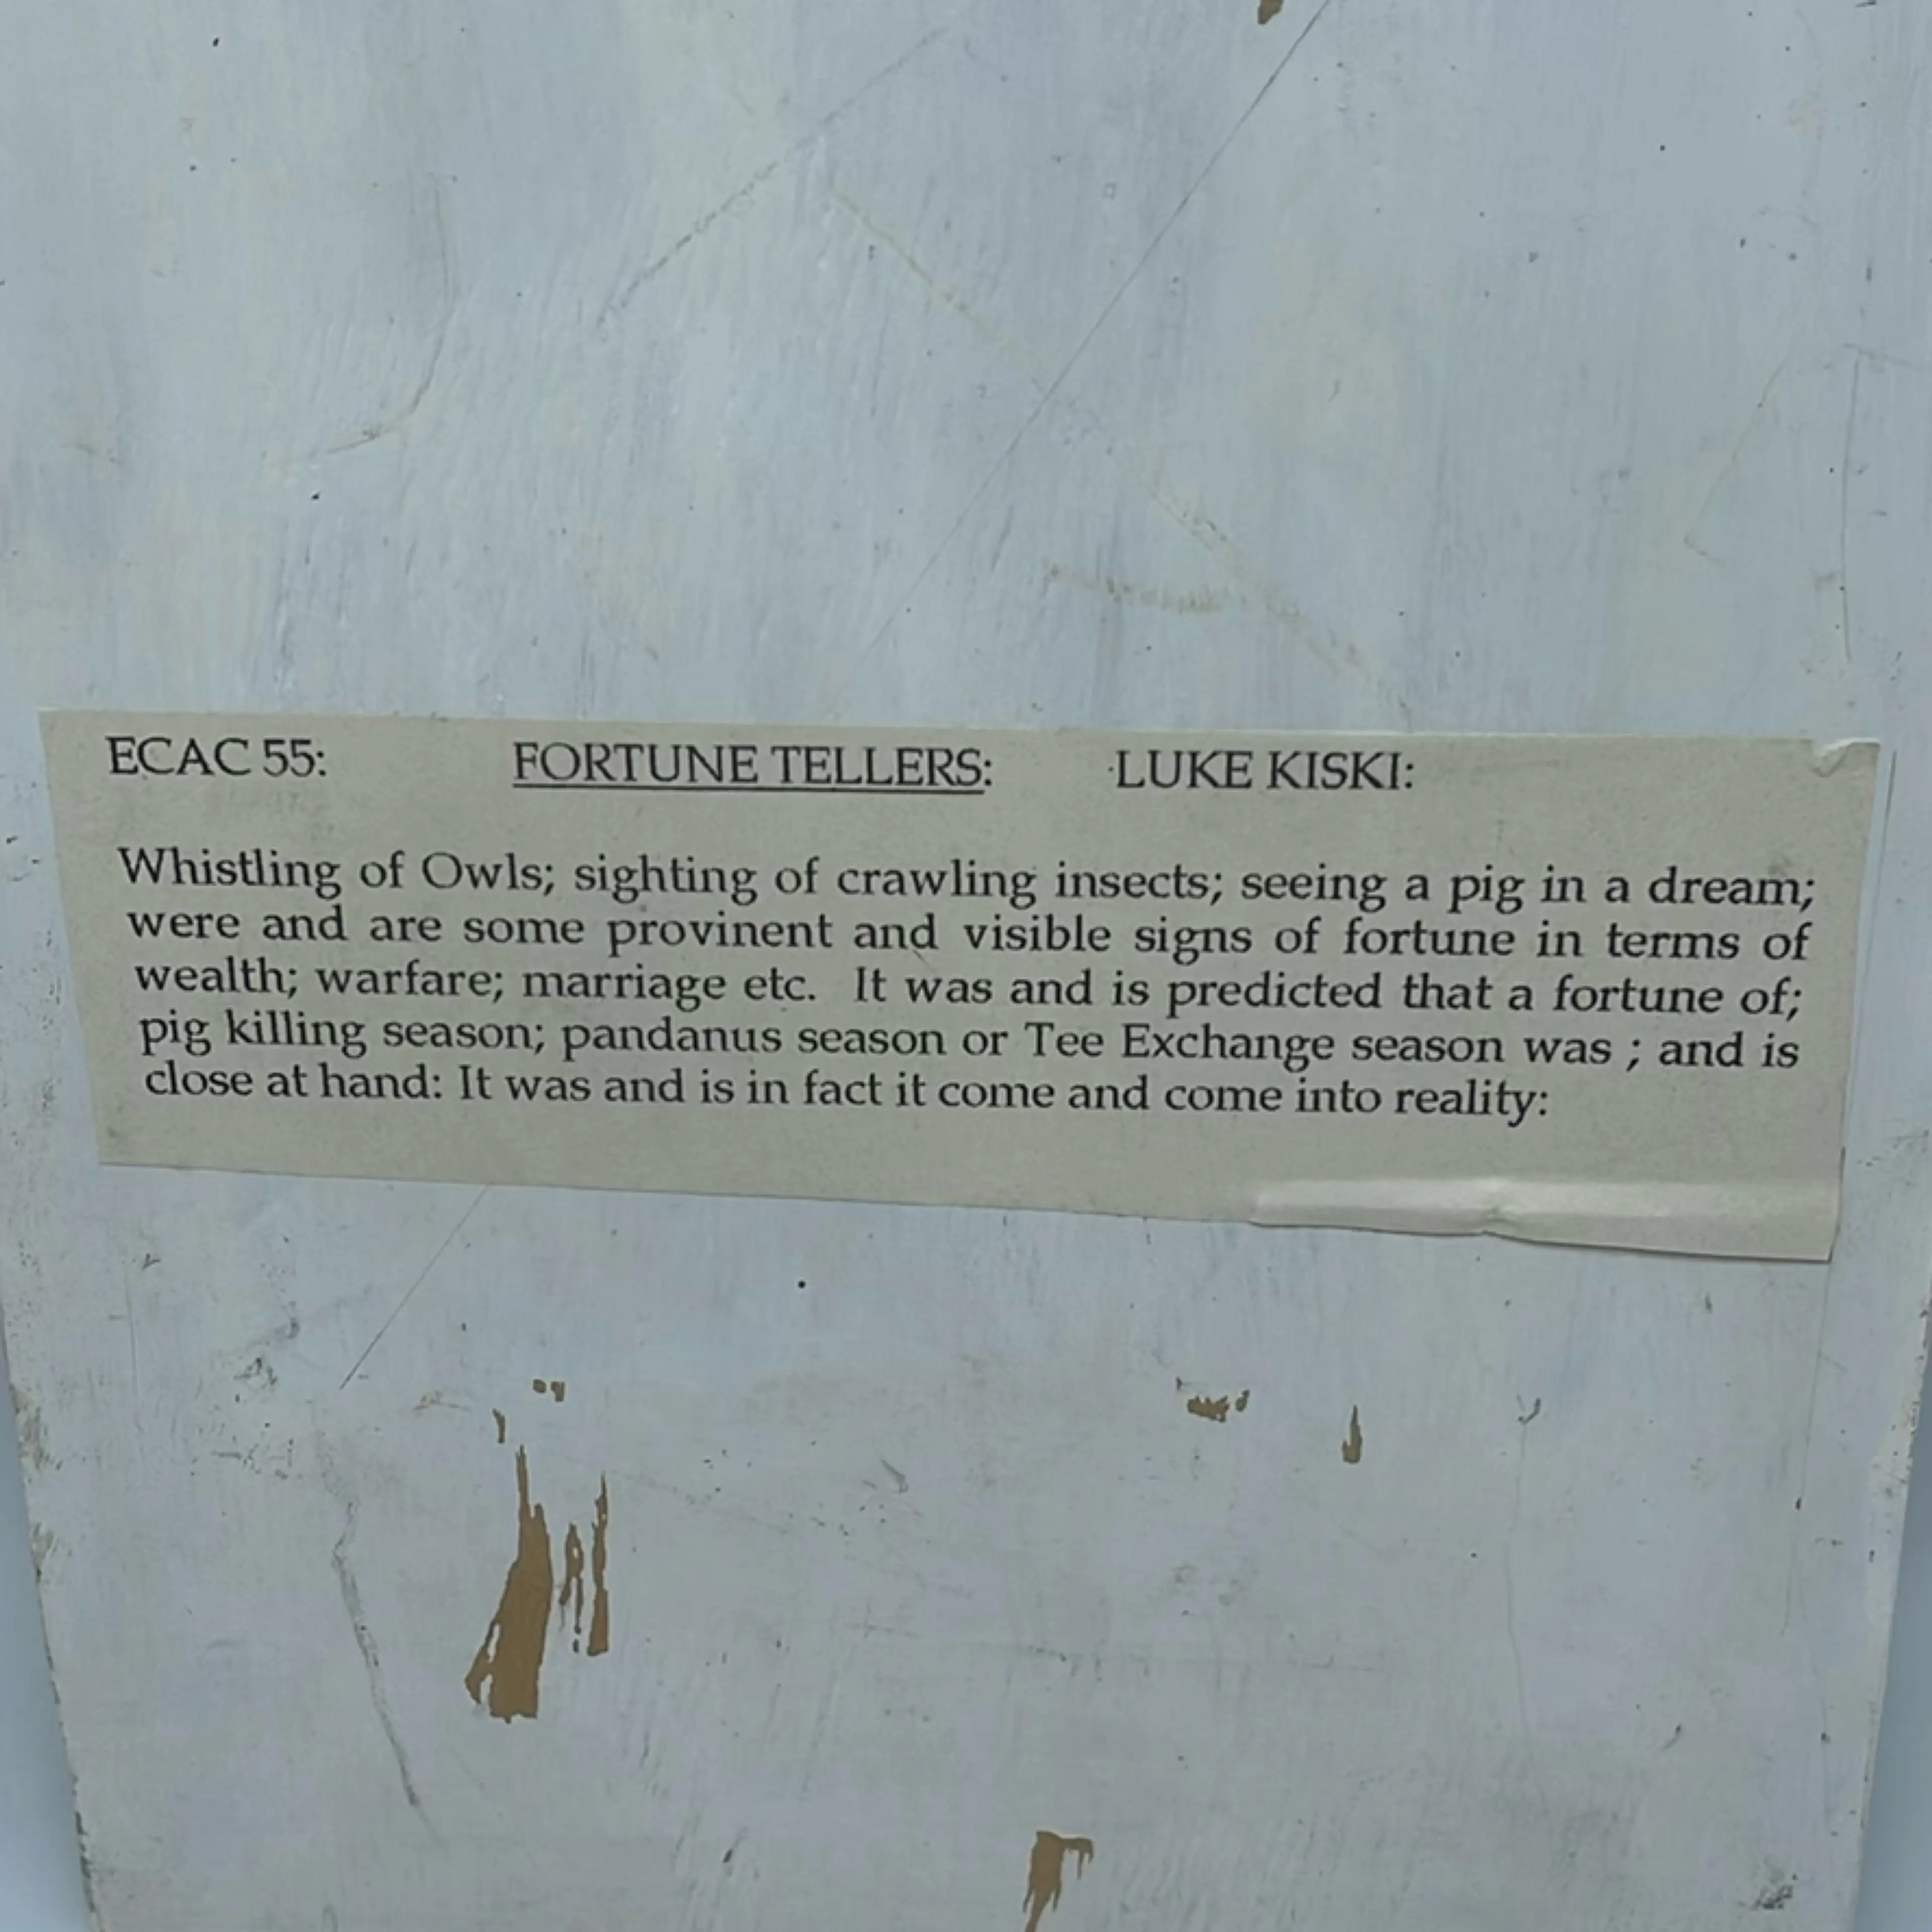 ECAC 55: FORTUNE TELLERS: LUKE KISKI:
Whistling of Owls; sighting of crawling insects; seeing a pig in a dream;
were and are some provinent and visible signs of fortune in terms of
wealth; warfare; marriage etc. It was and is predicted that a fortune of;
pig killing season; pandanus season or Tee Exchange season was ; and is
close at hand: It was and is in fact it come and come into reality: